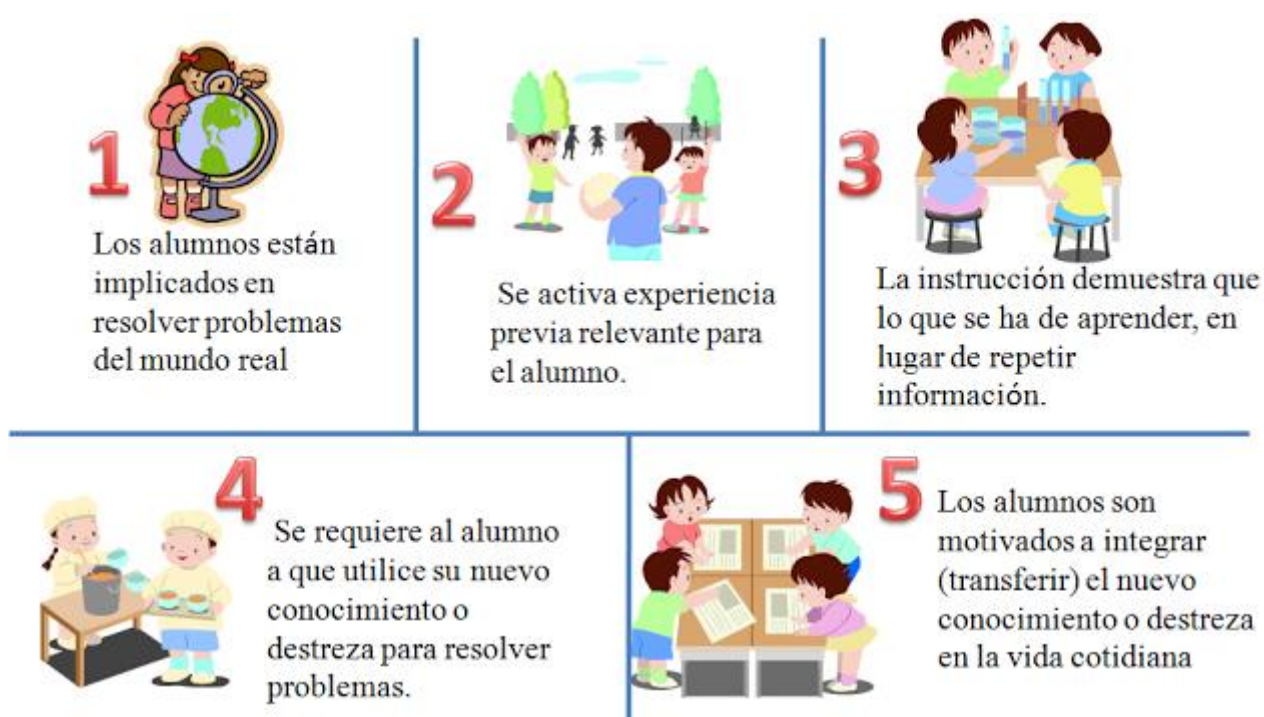 1
Los alumnos están
implicados en
resolver problemas
del mundo real
2
Se activa experiencia
previa relevante para
el alumno.
3
La instrucción demuestra que
lo que se ha de aprender, en
lugar de repetir
información.
4
Se requiere al alumno
a que utilice su nuevo
conocimiento o
destreza para resolver
problemas.
5
Los alumnos son
motivados a integrar
(transferir) el nuevo
conocimiento o destreza
en la vida cotidiana